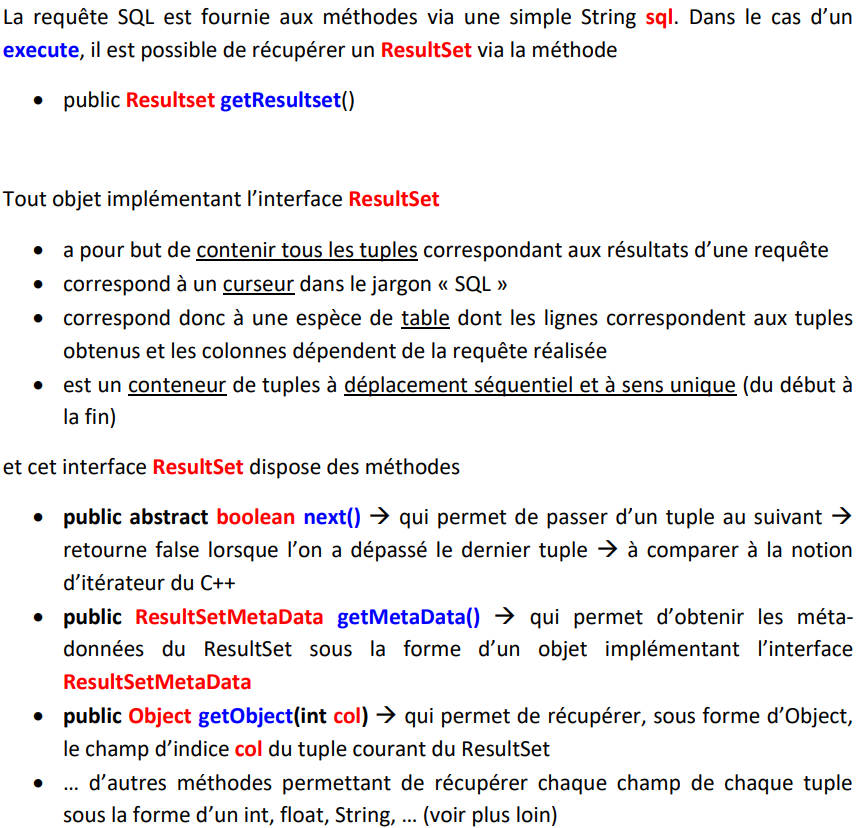 La requête SQL est fournie aux méthodes via une simple String sql. Dans le cas d’un
execute, il est possible de récupérer un ResultSet via la méthode
• public Resultset getResultset()
Tout objet implémentant l’interface ResultSet
• a pour but de contenir tous les tuples correspondant aux résultats d’une requête
• correspond à un curseur dans le jargon « SQL »
• correspond donc à une espèce de table dont les lignes correspondent aux tuples
obtenus et les colonnes dépendent de la requête réalisée
• est un conteneur de tuples à déplacement séquentiel et à sens unique (du début à
la fin)
et cet interface ResultSet dispose des méthodes
• public abstract boolean next() → qui permet de passer d’un tuple au suivant →
retourne false lorsque l’on a dépassé le dernier tuple → à comparer à la notion
d’itérateur du C++
• public ResultSetMetaData getMetaData() → qui permet d’obtenir les méta-
données du ResultSet sous la forme d’un objet implémentant l’interface
ResultSetMetaData
• public Object getObject(int col) → qui permet de récupérer, sous forme d’Object,
le champ d’indice col du tuple courant du ResultSet
• … d’autres méthodes permettant de récupérer chaque champ de chaque tuple
sous la forme d’un int, float, String, … (voir plus loin)